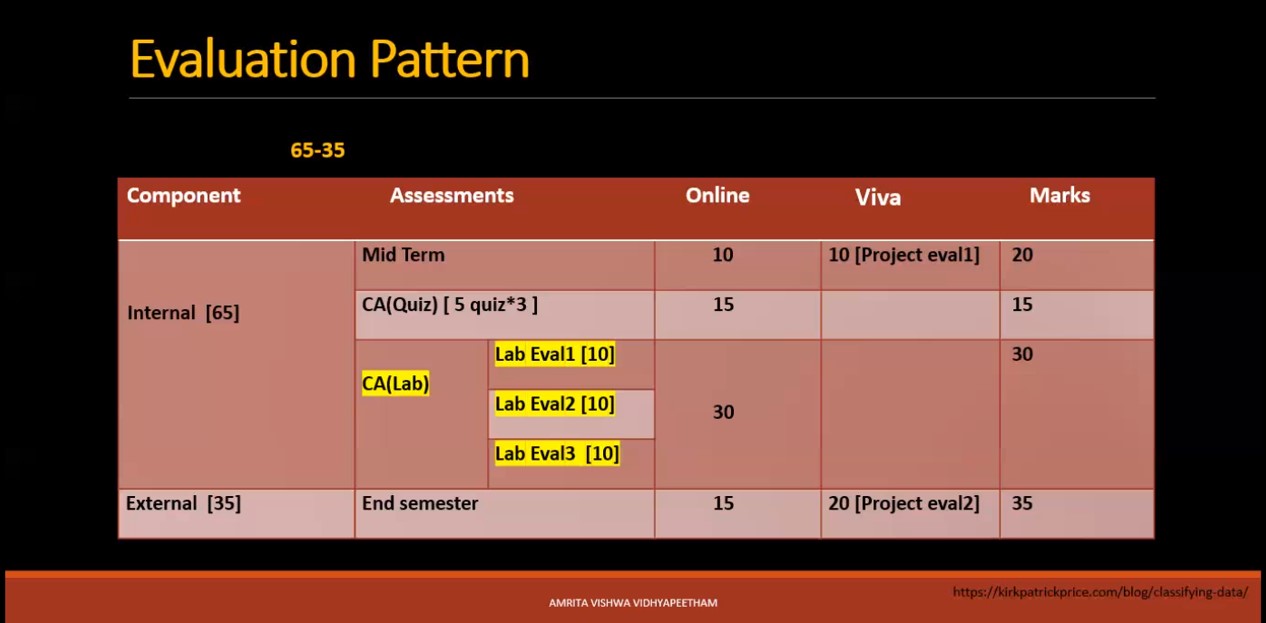 Evaluation Pattern
65-35
Component Assessments Online Viva Marks
Mid Term 10 10 [Project eval1] 20
Internal [65]
CA(Quiz) [ 5 quiz*3 ] 15 15
CA(Lab)
Lab Eval1 [10]
Lab Eval2 [10]
Lab Eval3 [10]
30
30
External [35] End semester 15 20 [Project eval2] 35
AMRITA VISHWA VIDHYAPEETHAM
https://kirkpatrickprice.com/blog/classifying-data/